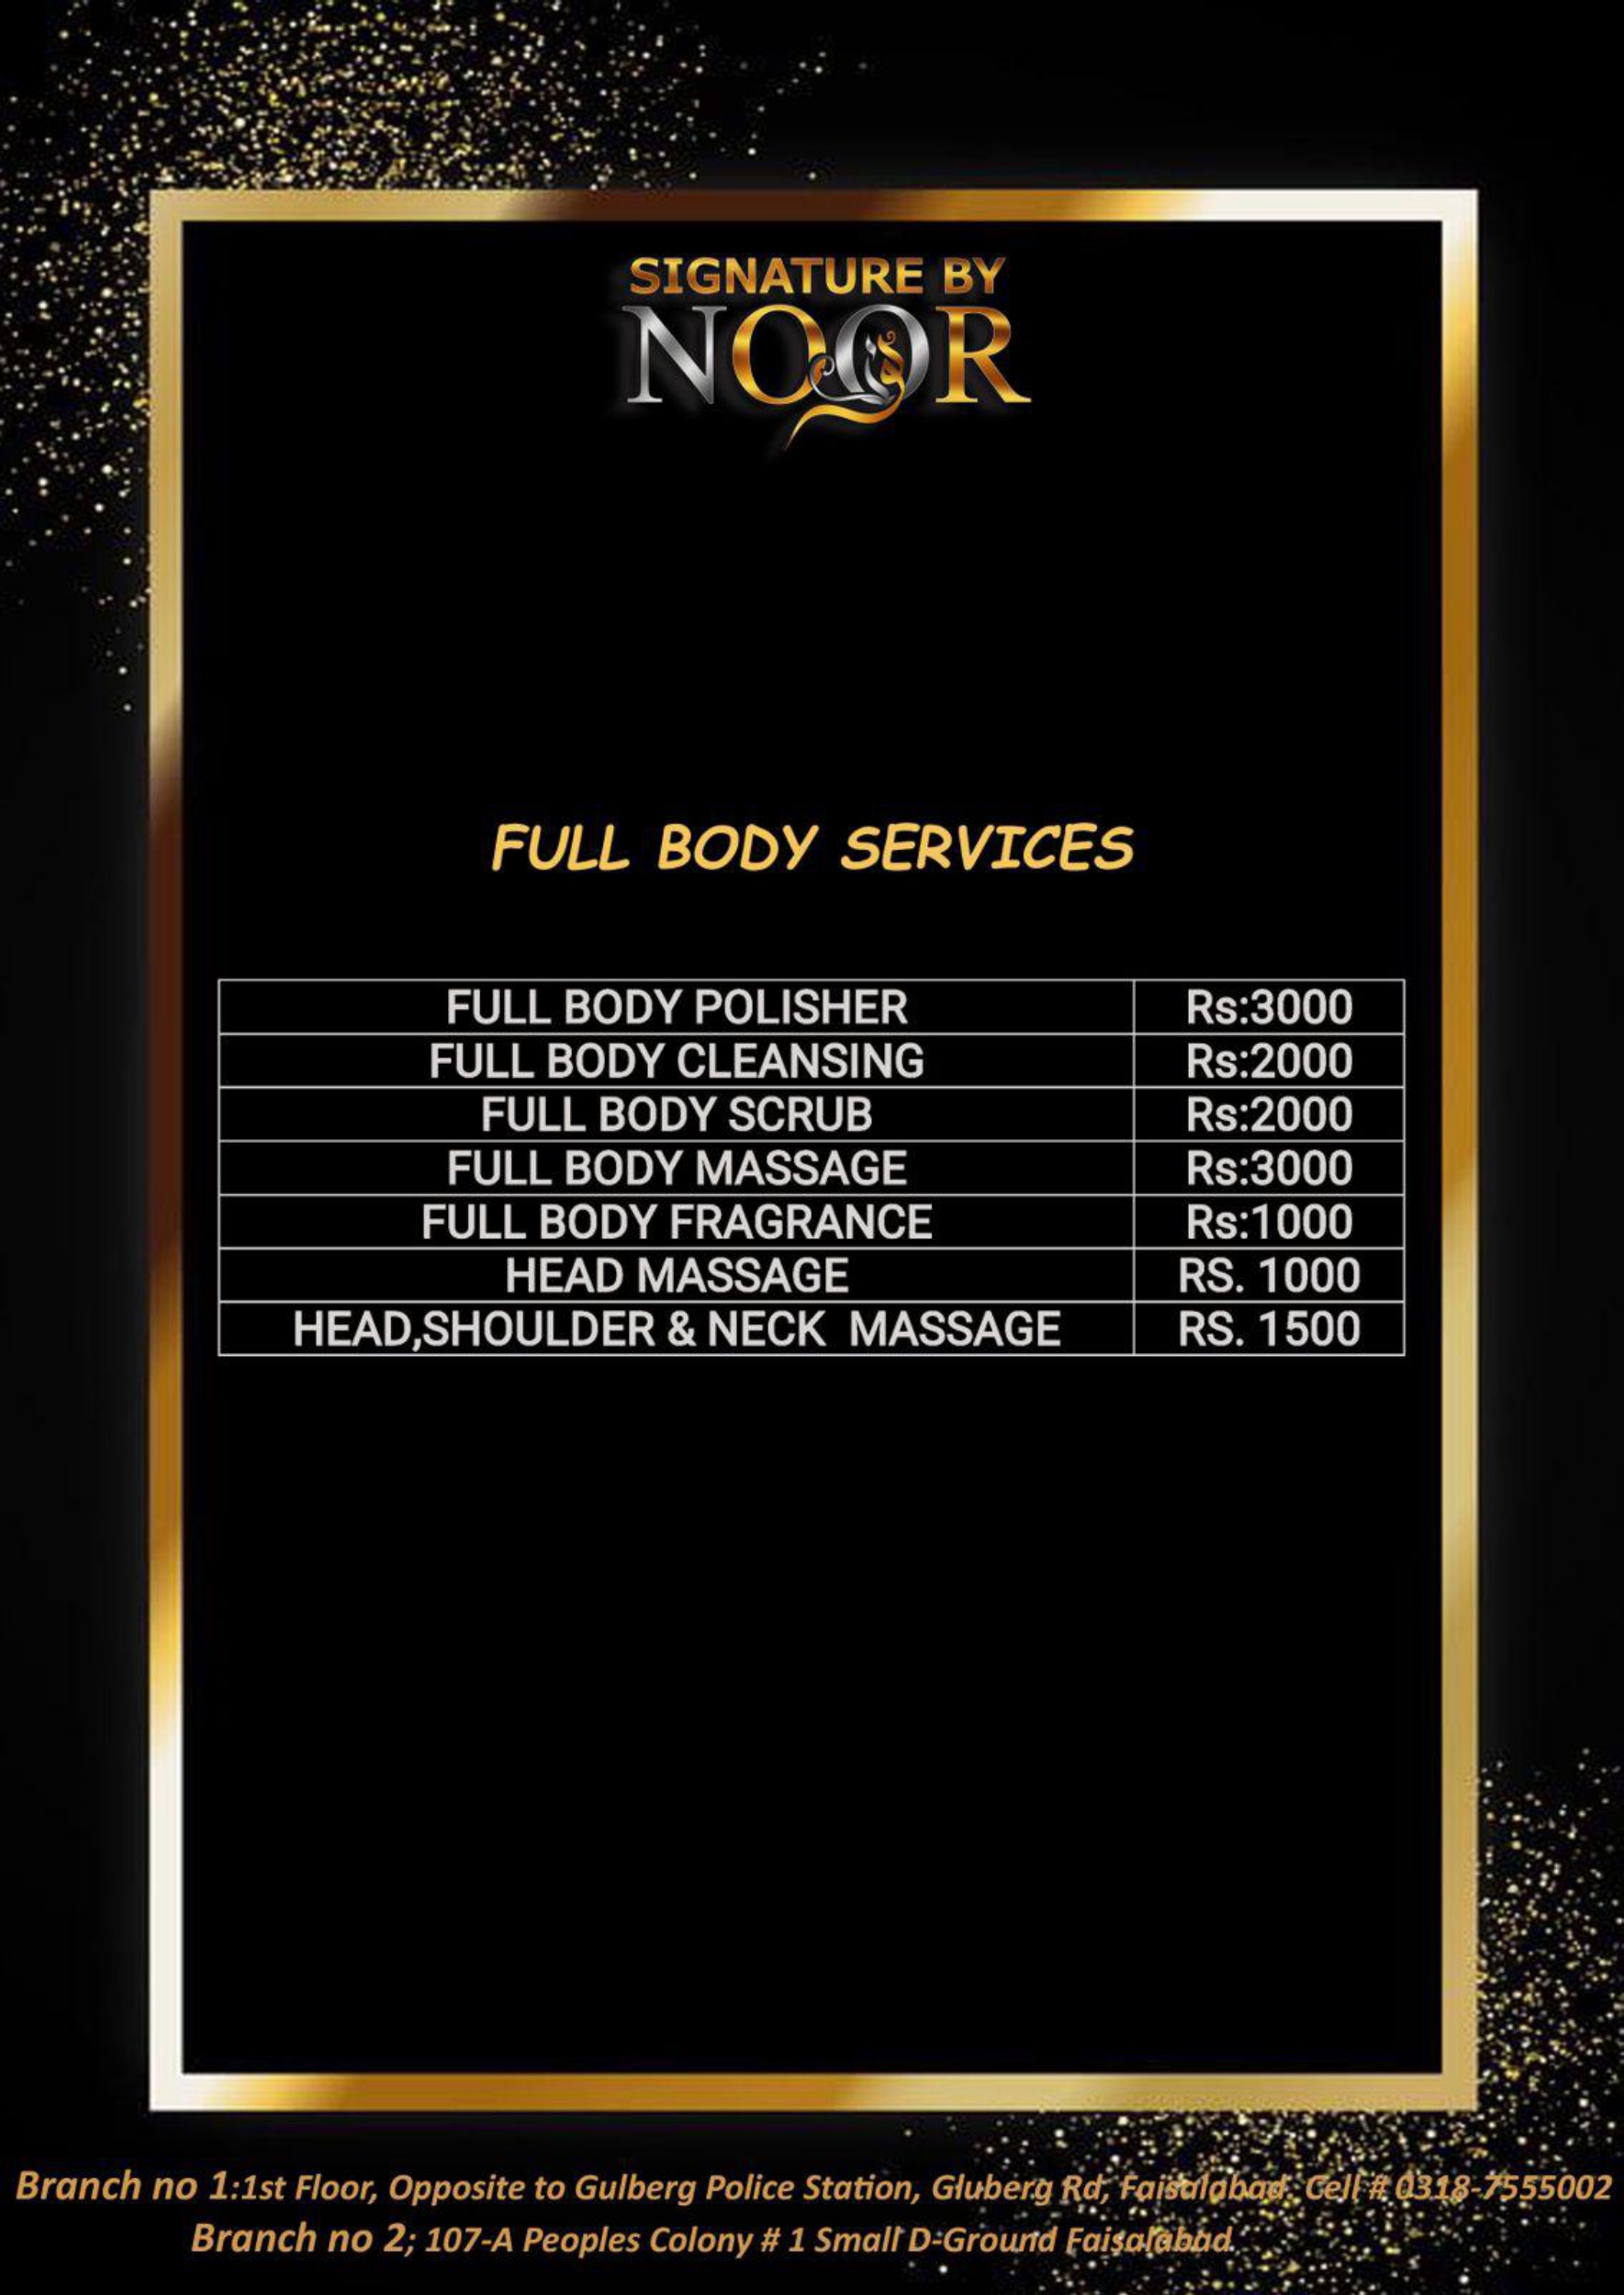 SIGNATURE BY
NOOR
FULL BODY SERVICES
FULL BODY POLISHER Rs:3000
FULL BODY CLEANSING Rs:2000
FULL BODY SCRUB Rs:2000
FULL BODY MASSAGE Rs:3000
FULL BODY FRAGRANCE Rs:1000
HEAD MASSAGE RS. 1000
HEAD,SHOULDER & NECK MASSAGE RS. 1500
Branch no 1:1st Floor, Opposite to Gulberg Police Station, Gluberg Rd, Faisalabad. Cell # 0318-7555002
Branch no 2; 107-A Peoples Colony # 1 Small D-Ground Faisalabad.